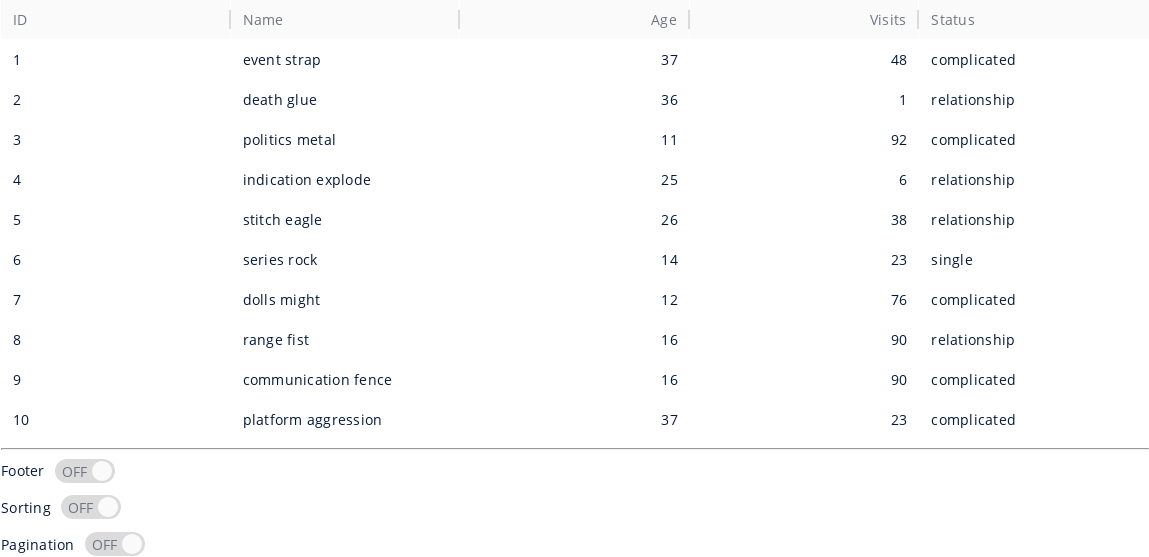 ID Name Age Visits Status
1 event strap 37 48 complicated
2 death glue 36 1 relationship
3 politics metal 11 92 complicated
4 indication explode 25 6 relationship
5 stitch eagle 26 38 relationship
6 series rock 14 23 single
7 dolls might 12 76 complicated
8 range fist 16 90 relationship
9 communication fence 16 90 complicated
10 platform aggression 37 23 complicated
Footer OFF
Sorting OFF
Pagination OFF